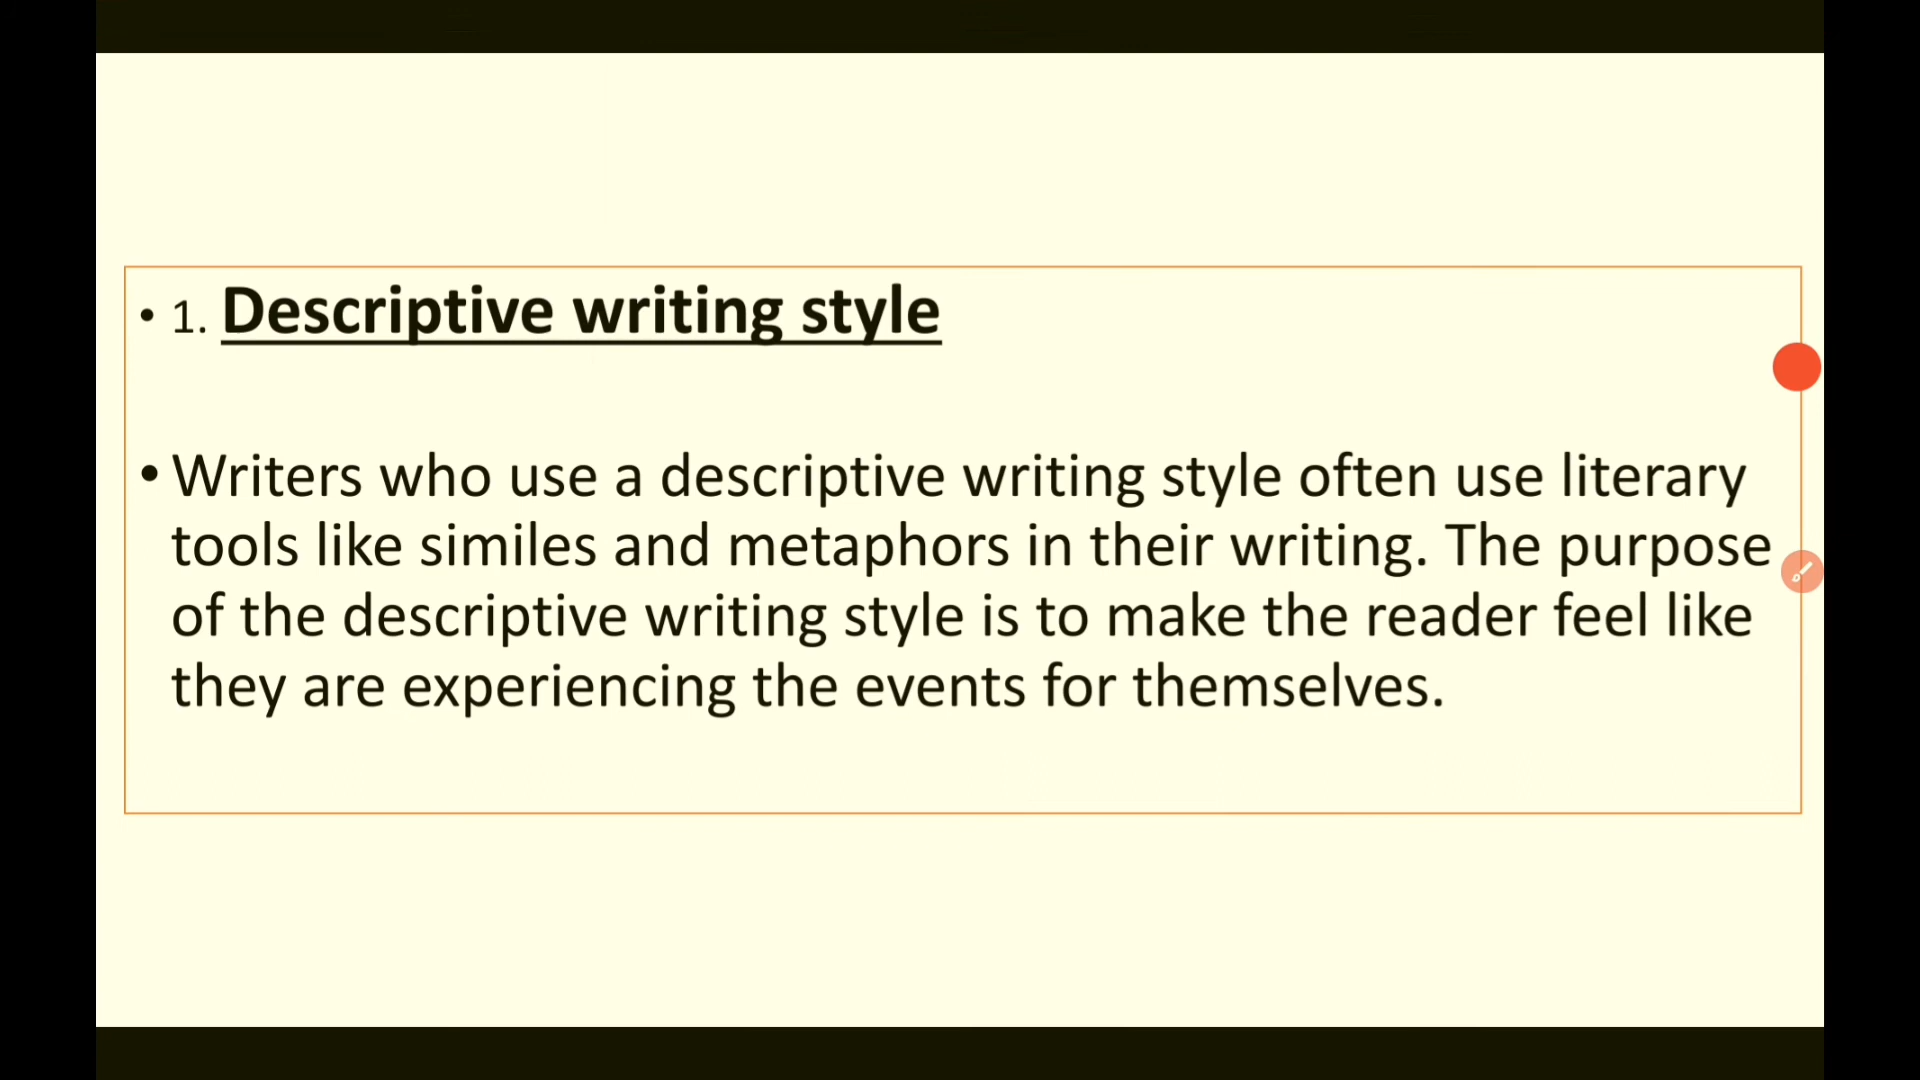 • 1. Descriptive writing style
• Writers who use a descriptive writing style often use literary
tools like similes and metaphors in their writing. The purpose
of the descriptive writing style is to make the reader feel like
they are experiencing the events for themselves.